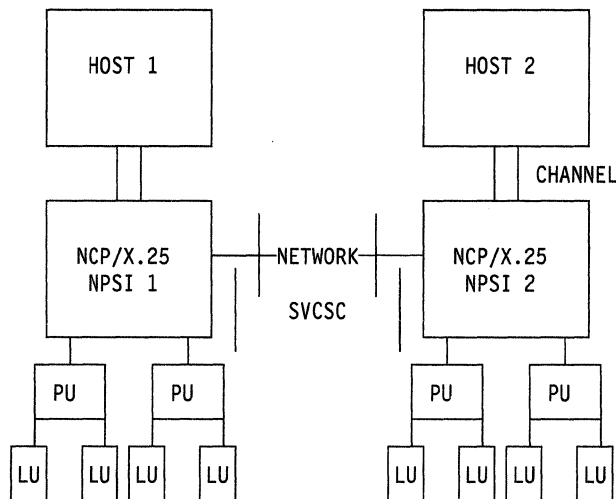 HOST 1
HOST 2
CHANNEL
NCP/X.25
NPSI 1
NETWORK
SVCSC
NCP/X.25
NPSI 2
PU
PU
PU
PU
LU
LU
LU
LU
LU
LU
LU
LU